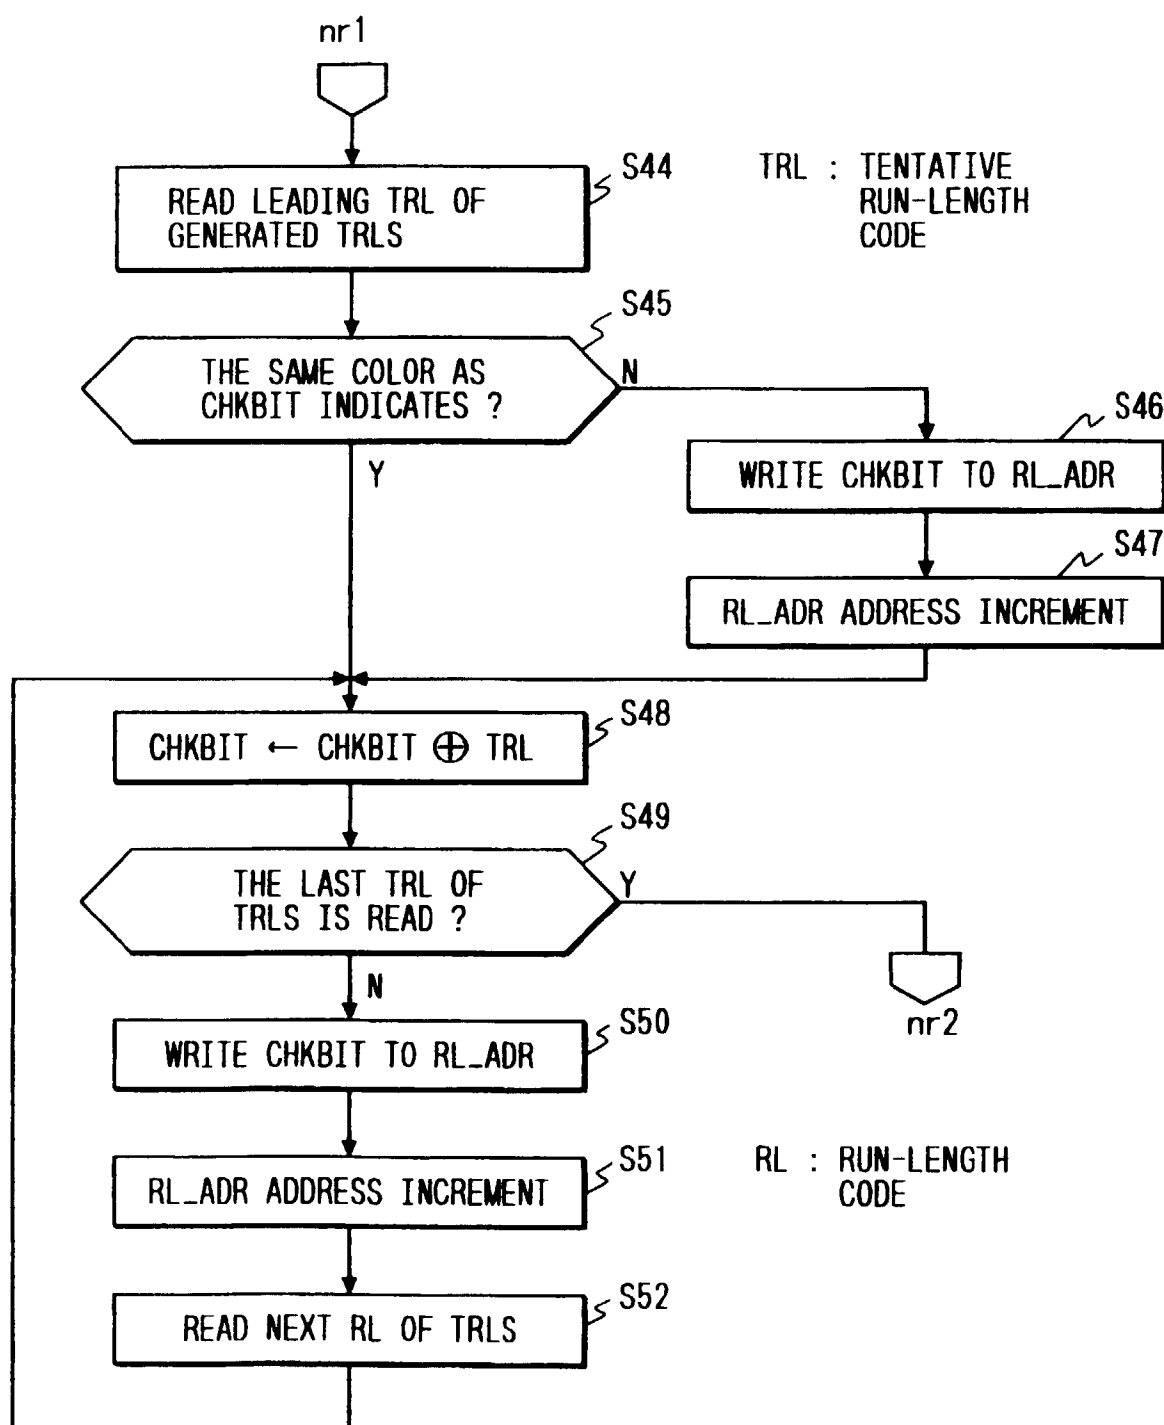 nr1
S44
READ LEADING TRL OF
GENERATED TRLS
TRL : TENTATIVE
RUN-LENGTH
CODE
S45
THE SAME COLOR AS
CHKBIT INDICATES ?
N
Y
S46
WRITE CHKBIT TO RL_ADR
S47
RL_ADR ADDRESS INCREMENT
S48
CHKBIT ← CHKBIT ⊕ TRL
S49
THE LAST TRL OF
TRLS IS READ ?
Y
N
nr2
S50
WRITE CHKBIT TO RL_ADR
S51
RL_ADR ADDRESS INCREMENT
RL : RUN-LENGTH
CODE
S52
READ NEXT RL OF TRLS